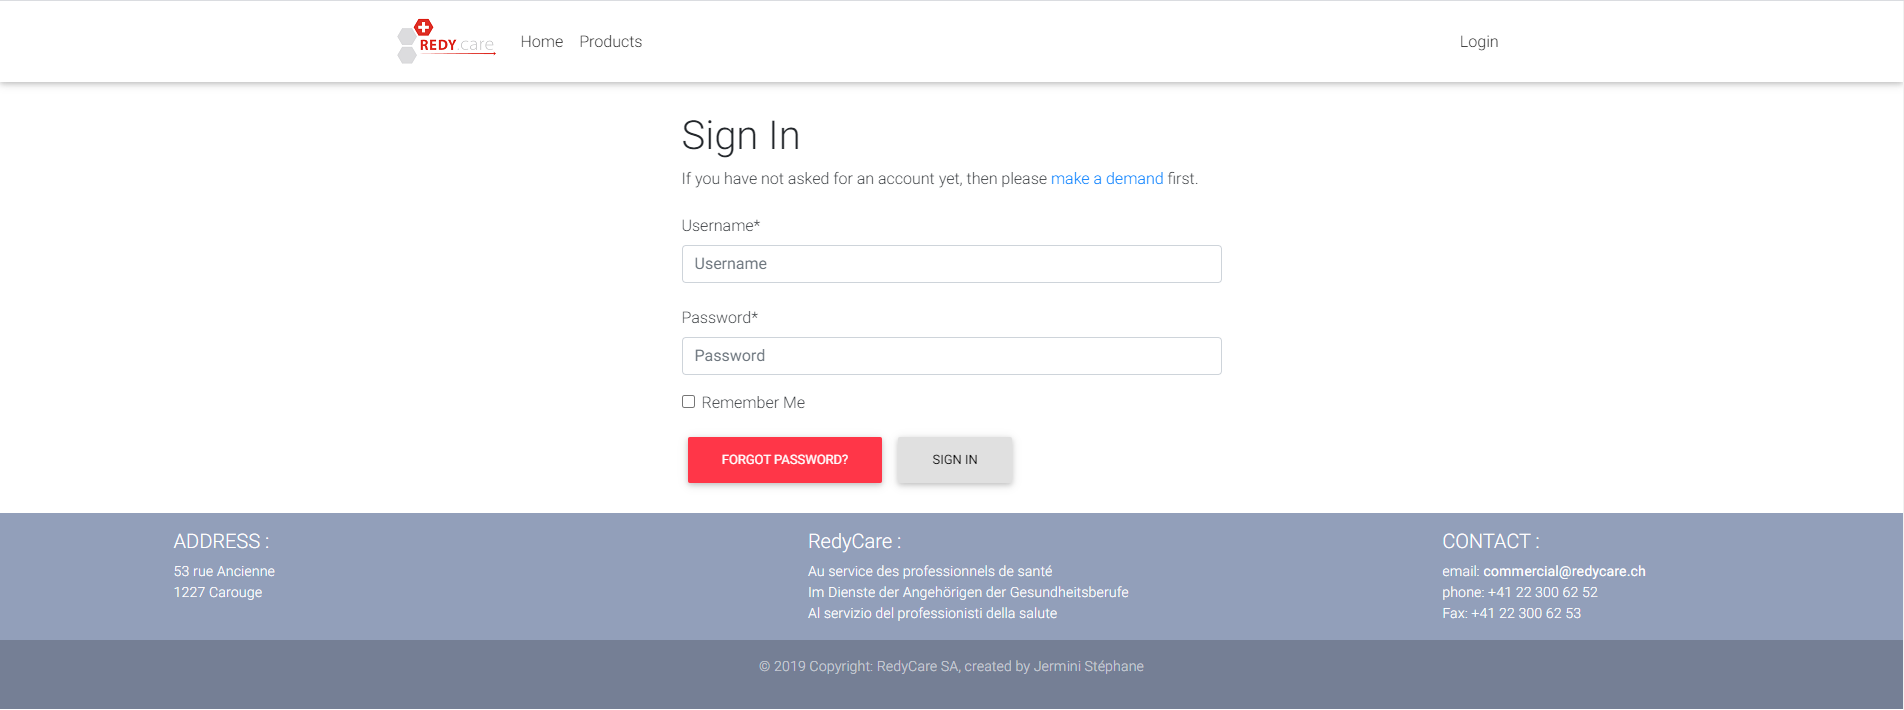 REDY.care
Home
Products
Login
Sign In
If you have not asked for an account yet, then please make a demand first.
Username*
Username
Password*
Password
Remember Me
FORGOT PASSWORD?
SIGN IN
ADDRESS :
53 rue Ancienne
1227 Carouge
RedyCare :
Au service des professionnels de santé
Im Dienste der Angehörigen der Gesundheitsberufe
Al servizio del professionisti della salute
CONTACT :
email: commercial@redycare.ch
phone: +41 22 300 62 52
Fax: +41 22 300 62 53
© 2019 Copyright: RedyCare SA, created by Jermini Stéphane